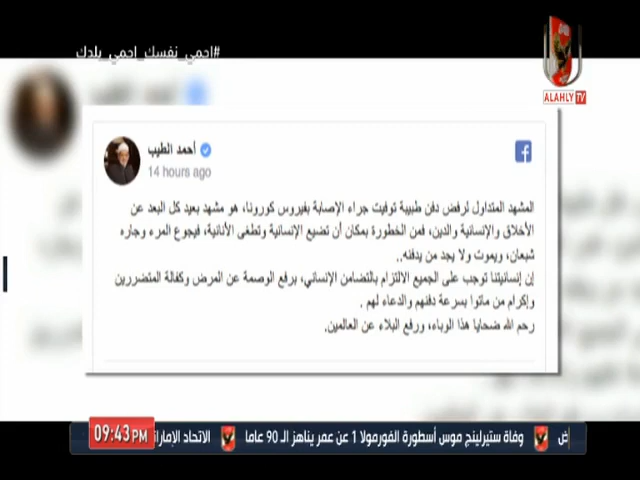 #احمي_نفسك_احمي_بلدك
ALAHLY TV
أحمد الطيب
14 hours ago
المشهد المتداول لرفض دفن طبيبة توفيت جراء الإصابة بفيروس كورونا، هو مشهد بعيد كل البعد عن
الأخلاق والإنسانية والدين، فمن الخطورة بمكان أن تضيع الإنسانية وتطغى الأنانية، فيجوع المرء وجاره
شبعان، ويموت ولا يجد من يدفنه..
إن إنسانيتنا توجب على الجميع الالتزام بالتضامن الإنساني، برفع الوصمة عن المرض وكفالة المتضررين
وإكرام من ماتوا بسرعة دفنهم والدعاء لهم .
رحم الله ضحايا هذا الوباء، ورفع البلاء عن العالمين.
وفاة ستيرلينج موس أسطورة الفورمولا 1 عن عمر يناهز الـ 90 عاما
الاتحاد
09:43 PM